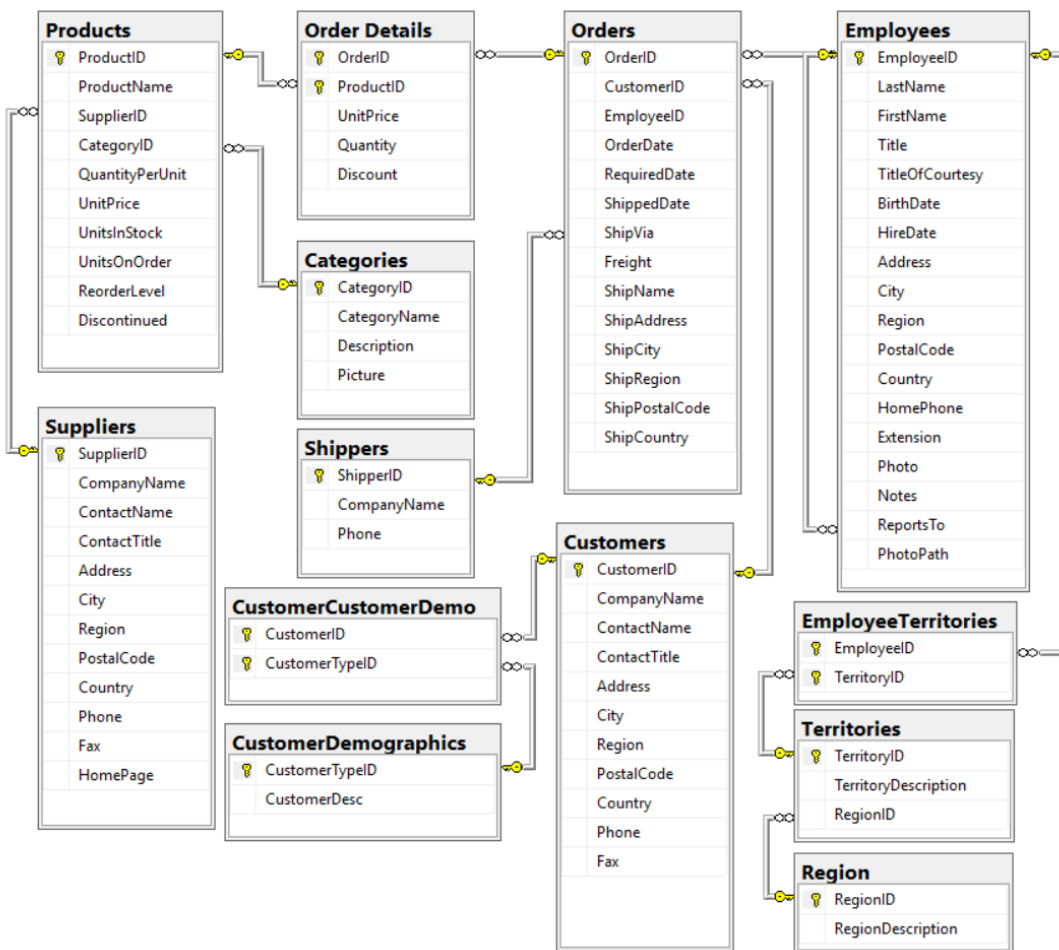 Products
ProductID
ProductName
SupplierID
CategoryID
QuantityPerUnit
UnitPrice
UnitsInStock
UnitsOnOrder
ReorderLevel
Discontinued
Order Details
OrderID
ProductID
UnitPrice
Quantity
Discount
Orders
OrderID
CustomerID
EmployeeID
OrderDate
RequiredDate
ShippedDate
ShipVia
Freight
ShipName
ShipAddress
ShipCity
ShipRegion
ShipPostalCode
ShipCountry
Employees
EmployeeID
LastName
FirstName
Title
TitleOfCourtesy
BirthDate
HireDate
Address
City
Region
PostalCode
Country
HomePhone
Extension
Photo
Notes
ReportsTo
PhotoPath
Categories
CategoryID
CategoryName
Description
Picture
Suppliers
SupplierID
CompanyName
ContactName
ContactTitle
Address
City
Region
PostalCode
Country
Phone
Fax
HomePage
Shippers
ShipperID
CompanyName
Phone
Customers
CustomerID
CompanyName
ContactName
ContactTitle
Address
City
Region
PostalCode
Country
Phone
Fax
CustomerCustomerDemo
CustomerID
CustomerTypeID
CustomerDemographics
CustomerTypeID
CustomerDesc
EmployeeTerritories
EmployeeID
TerritoryID
Territories
TerritoryID
TerritoryDescription
RegionID
Region
RegionID
RegionDescription